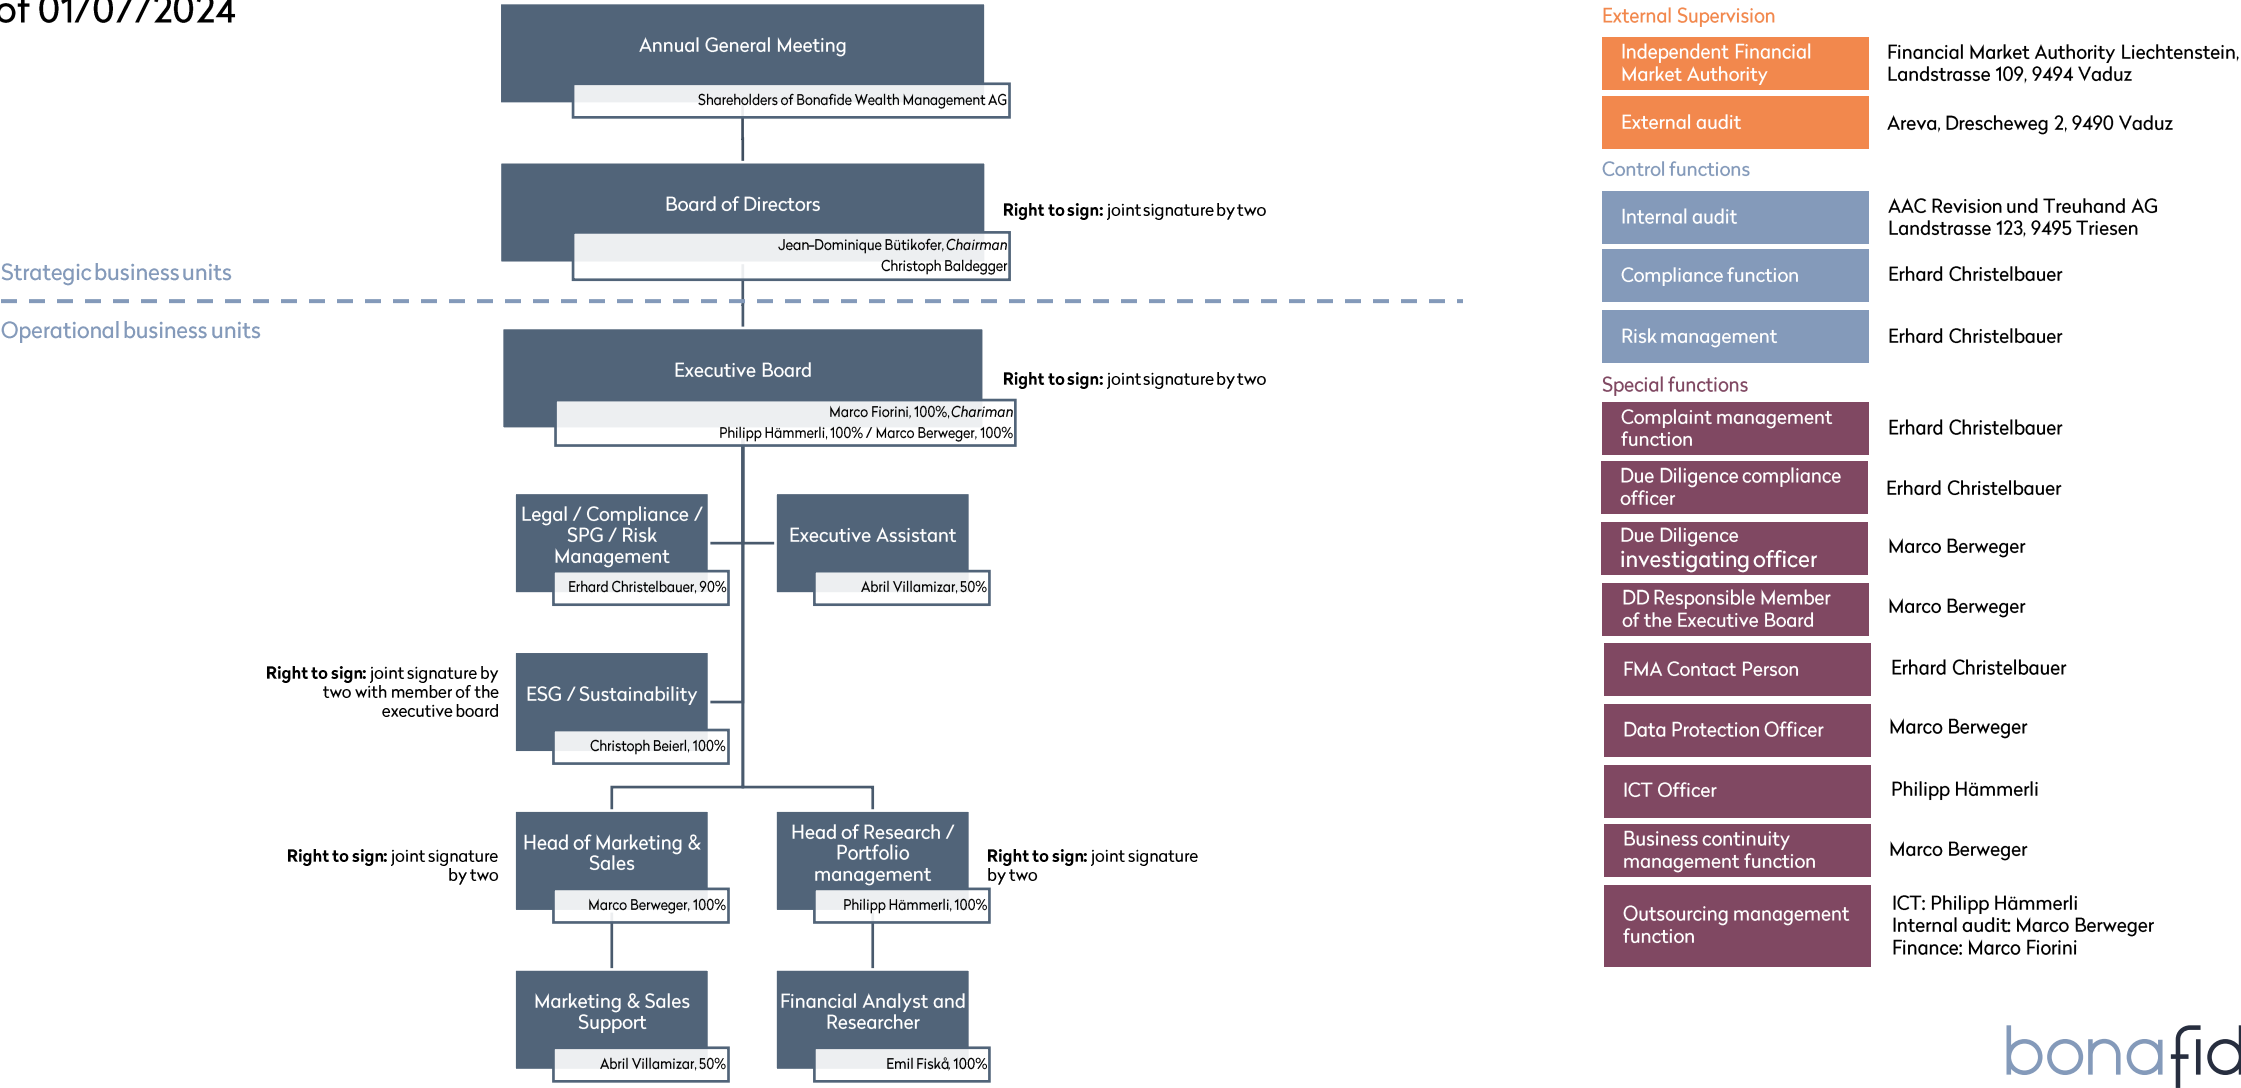 of 01/07/2024
Annual General Meeting
Shareholders of Bonafide Wealth Management AG
Board of Directors
Jean-Dominique Bütikofer, Chairman
Christoph Baldegger
Right to sign: joint signature by two
Strategic business units
Operational business units
Executive Board
Marco Fiorini, 100%, Chariman
Philipp Hämmerli, 100% / Marco Berweger, 100%
Right to sign: joint signature by two
Legal / Compliance /
SPG / Risk
Management
Erhard Christelbauer, 90%
Executive Assistant
Abril Villamizar, 50%
Right to sign: joint signature by
two with member of the
executive board
ESG / Sustainability
Christoph Beierl, 100%
Right to sign: joint signature
by two
Head of Marketing &
Sales
Marco Berweger, 100%
Head of Research /
Portfolio
management
Philipp Hämmerli, 100%
Right to sign: joint signature
by two
Marketing & Sales
Support
Abril Villamizar, 50%
Financial Analyst and
Researcher
Emil Fiskå, 100%
External Supervision
Independent Financial
Market Authority
Financial Market Authority Liechtenstein,
Landstrasse 109, 9494 Vaduz
External audit
Areva, Drescheweg 2, 9490 Vaduz
Control functions
Internal audit
AAC Revision und Treuhand AG
Landstrasse 123, 9495 Triesen
Compliance function
Erhard Christelbauer
Risk management
Erhard Christelbauer
Special functions
Complaint management
function
Erhard Christelbauer
Due Diligence compliance
officer
Erhard Christelbauer
Due Diligence
investigating officer
Marco Berweger
DD Responsible Member
of the Executive Board
Marco Berweger
FMA Contact Person
Erhard Christelbauer
Data Protection Officer
Marco Berweger
ICT Officer
Philipp Hämmerli
Business continuity
management function
Marco Berweger
Outsourcing management
function
ICT: Philipp Hämmerli
Internal audit: Marco Berweger
Finance: Marco Fiorini
bonafid